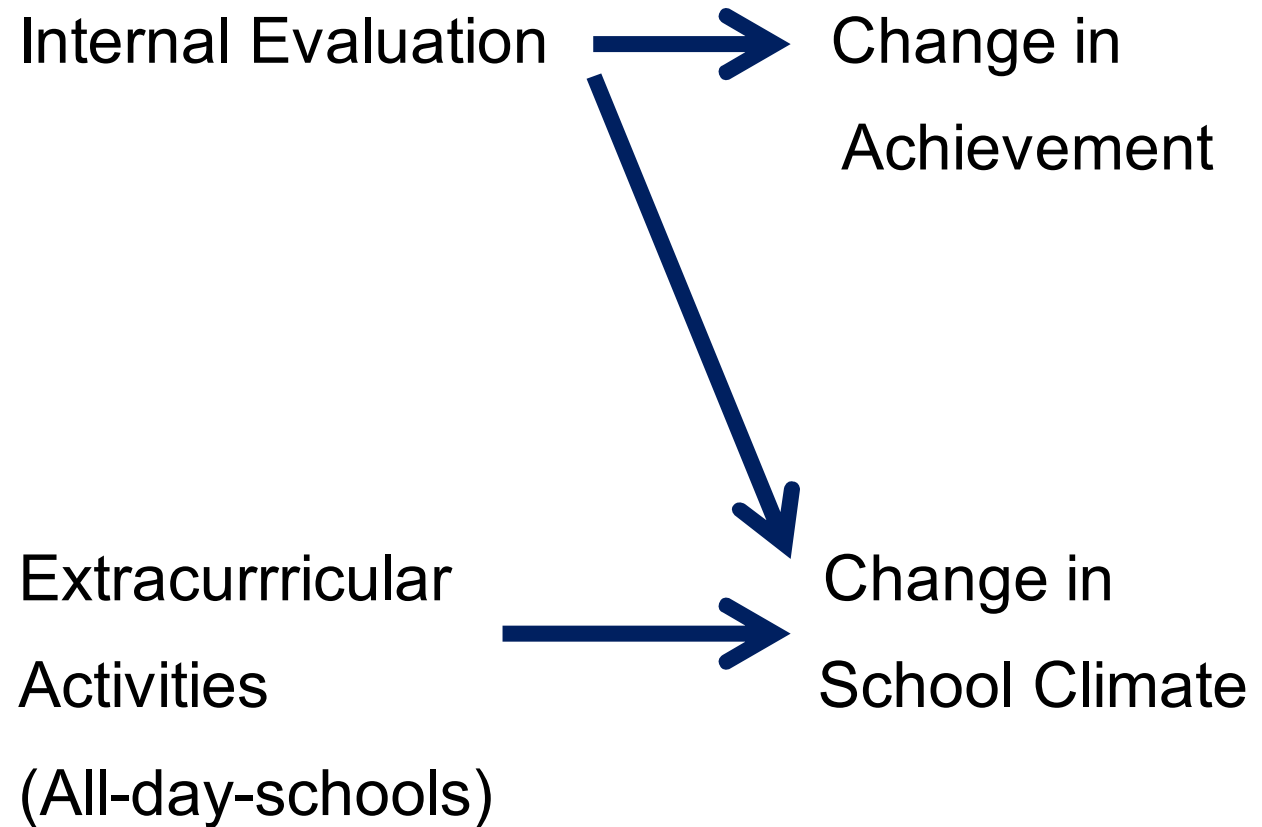 Internal Evaluation
Change in
Achievement
Extracurrricular
Activities
(All-day-schools)
Change in
School Climate